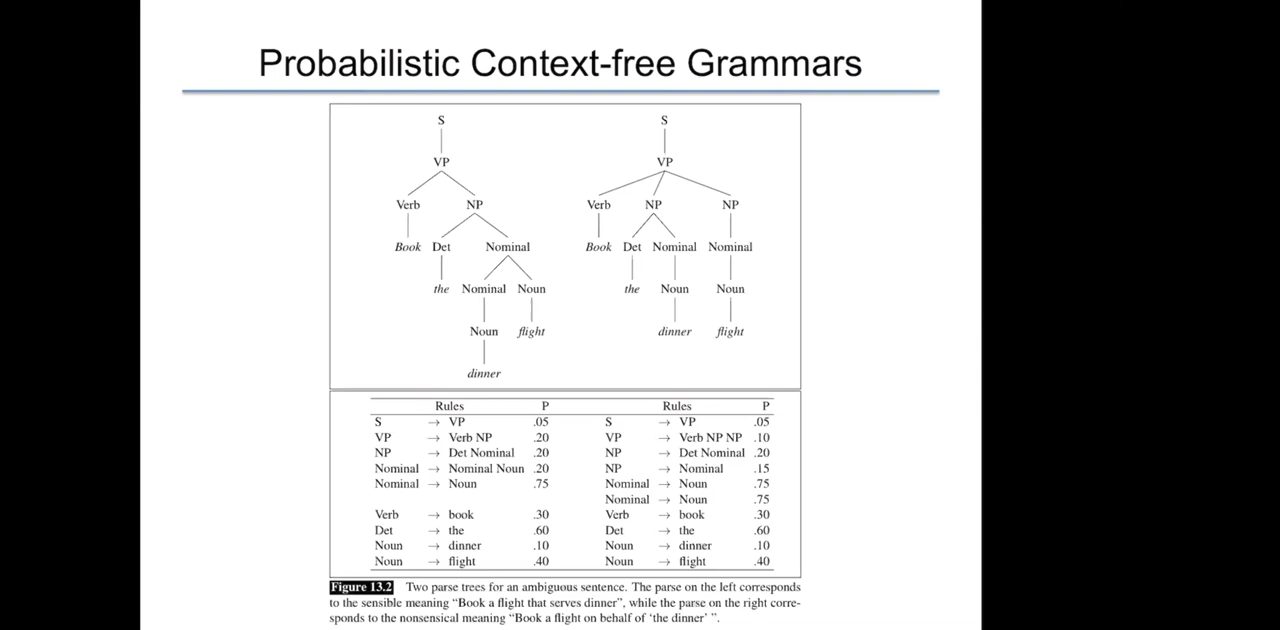 Probabilistic Context-free Grammars
S S
VP VP
Verb NP Verb NP NP
Book Det Nominal Book Det Nominal Nominal
the Nominal Noun the Noun Noun
Noun flight dinner flight
dinner
Rules P Rules P
S → VP .05 S → VP .05
VP → Verb NP .20 VP → Verb NP NP .10
NP → Det Nominal .20 NP → Det Nominal .20
Nominal → Nominal Noun .20 NP → Nominal .15
Nominal → Noun .75 Nominal → Noun .75
Nominal → Noun .75
Verb → book .30 Verb → book .30
Det → the .60 Det → the .60
Noun → dinner .10 Noun → dinner .10
Noun → flight .40 Noun → flight .40
Figure 13.2 Two parse trees for an ambiguous sentence. The parse on the left corresponds
to the sensible meaning “Book a flight that serves dinner”, while the parse on the right corre-
sponds to the nonsensical meaning “Book a flight on behalf of ‘the dinner’ ”.